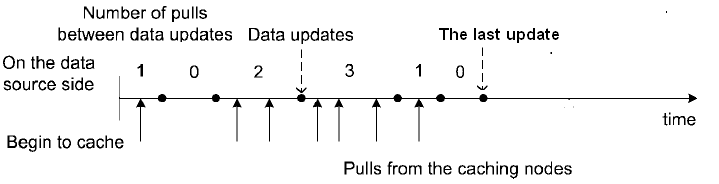 Number of pulls
between data updates
Data updates
The last update
On the data
source side
1 0 2 3 1 0
time
Begin to cache
Pulls from the caching nodes